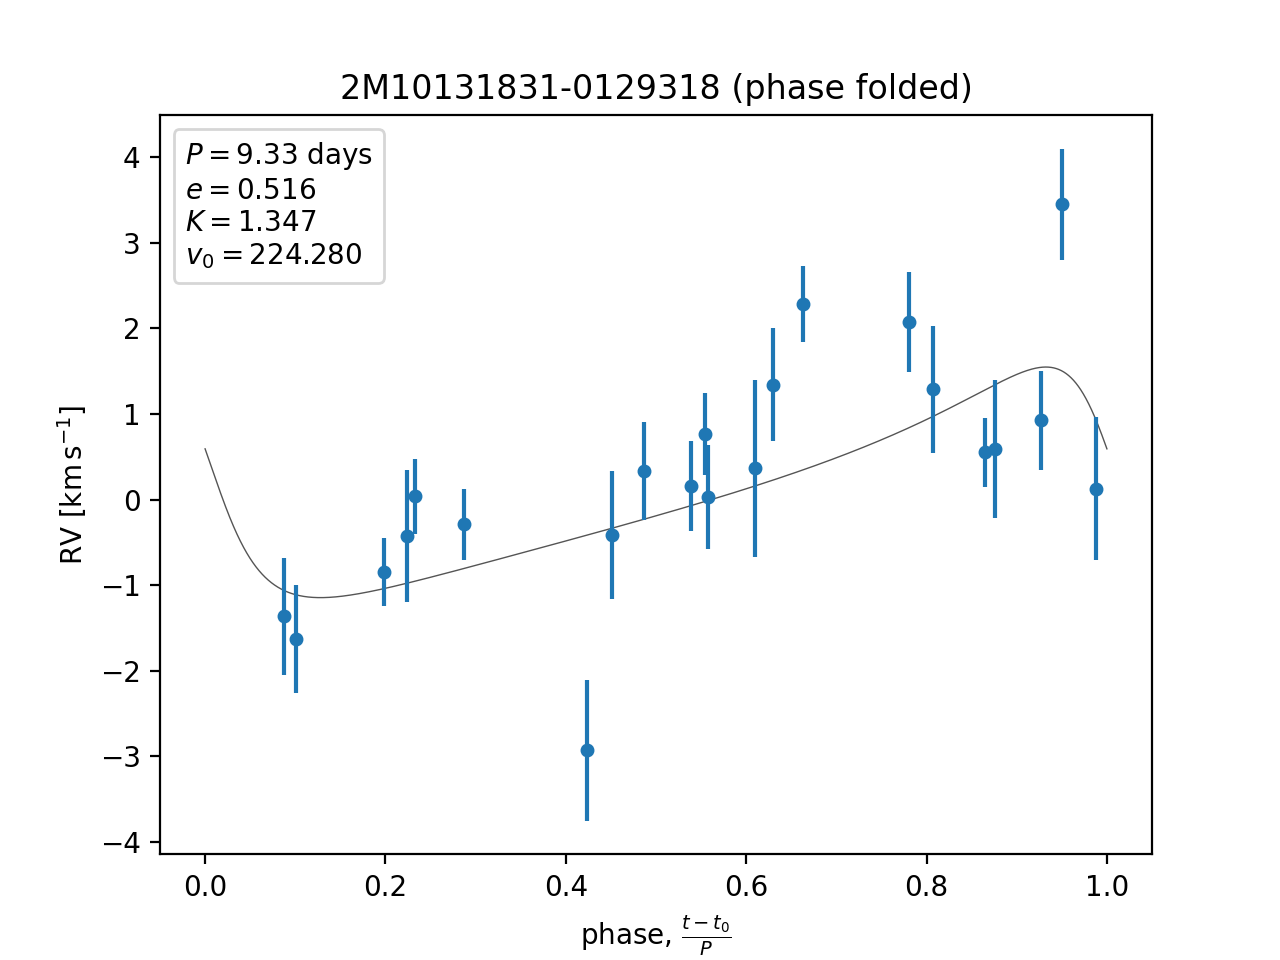 2M10131831-0129318 (phase folded)
P = 9.33 days
e = 0.516
K = 1.347
v₀ = 224.280
4
3
2
1
0
−1
−2
−3
−4
RV [km s⁻¹]
0.0 0.2 0.4 0.6 0.8 1.0
phase, (t − t₀)/P